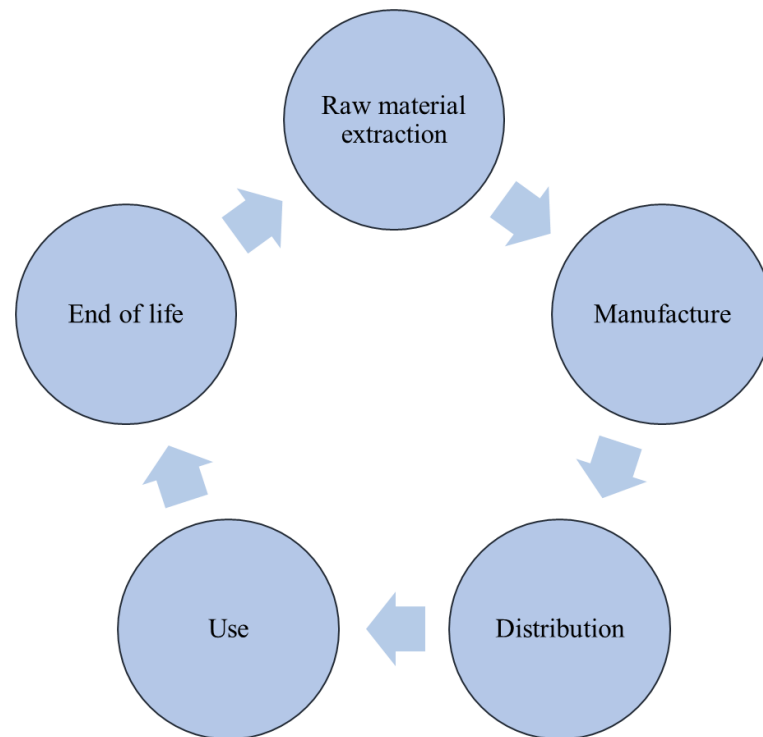 Raw material
extraction
Manufacture
Distribution
Use
End of life